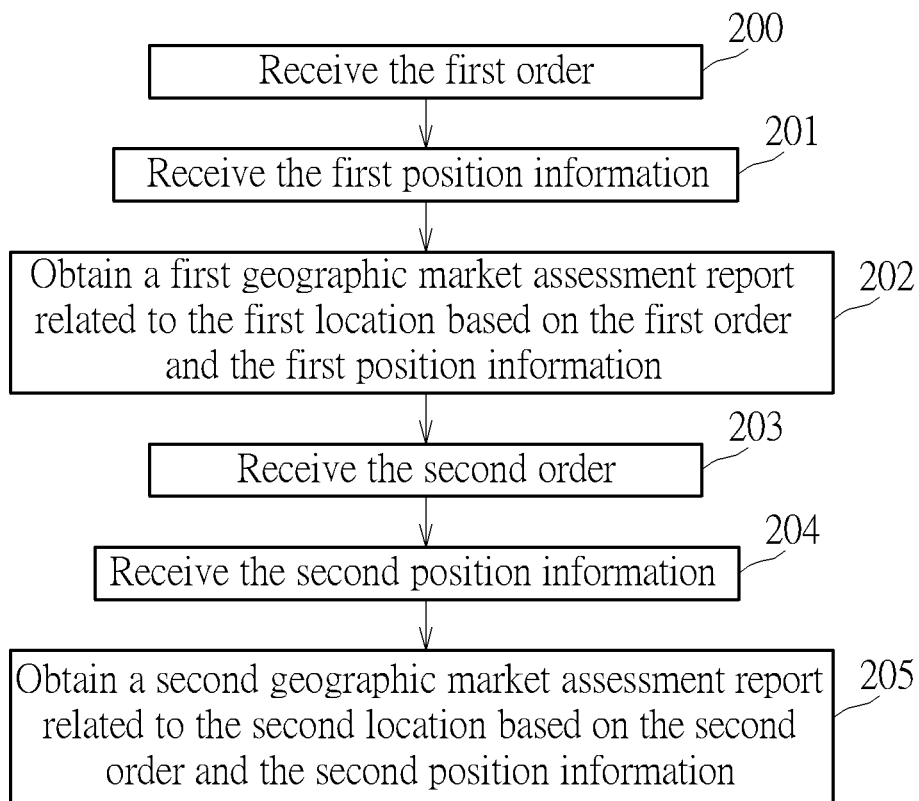 200
Receive the first order
201
Receive the first position information
202
Obtain a first geographic market assessment report
related to the first location based on the first order
and the first position information
203
Receive the second order
204
Receive the second position information
205
Obtain a second geographic market assessment report
related to the second location based on the second
order and the second position information